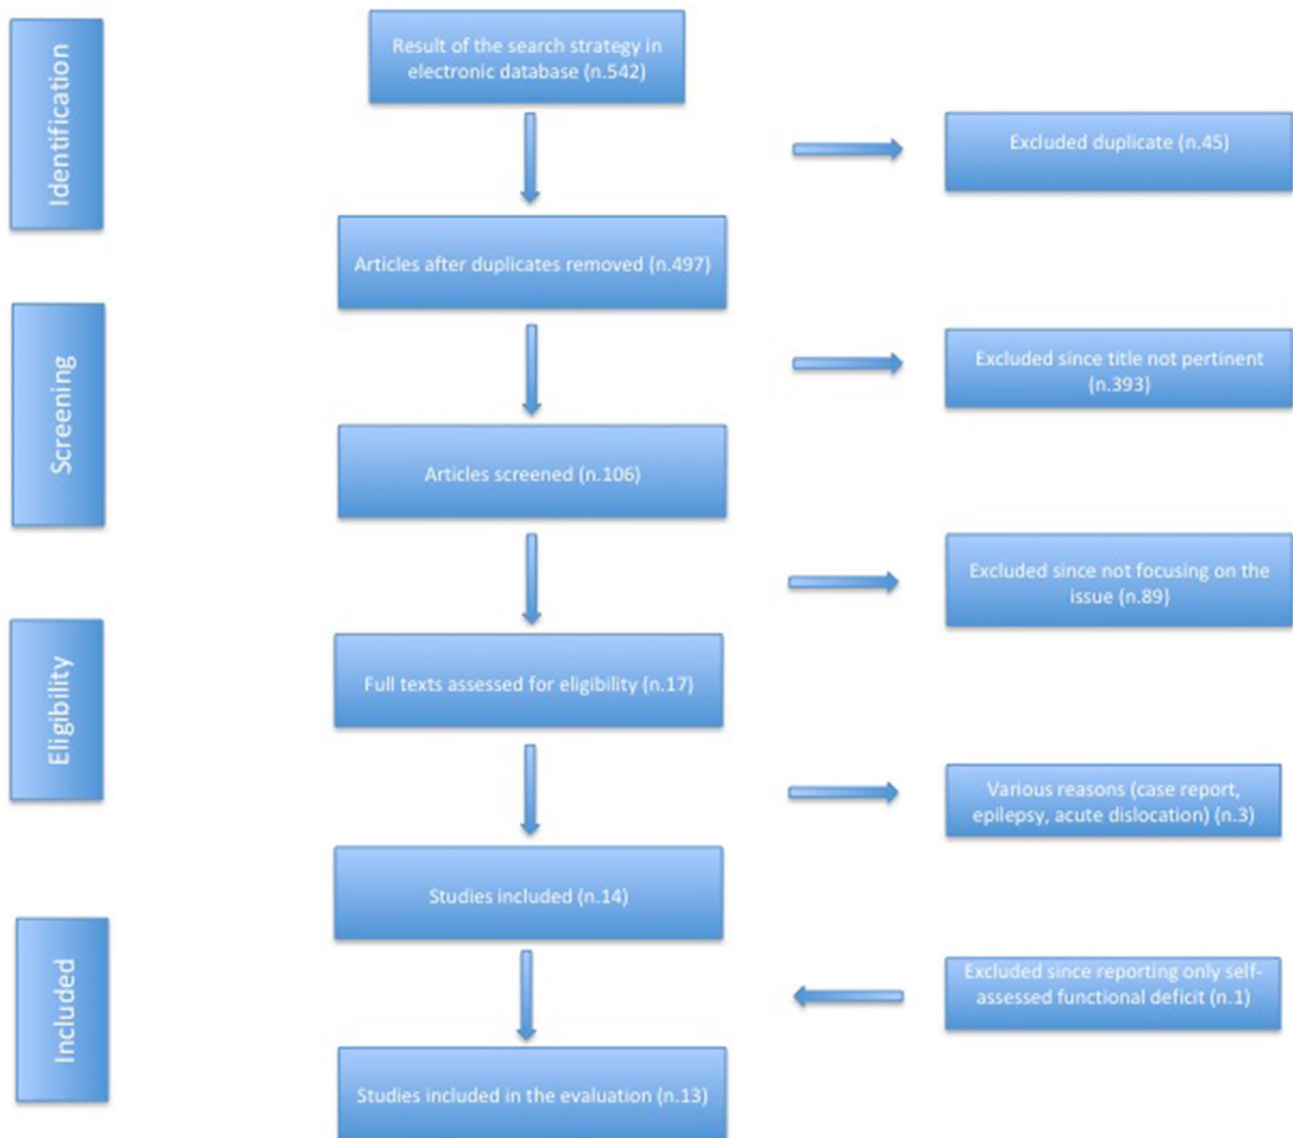 Identification
Result of the search strategy in
electronic database (n.542)
Excluded duplicate (n.45)
Articles after duplicates removed (n.497)
Screening
Excluded since title not pertinent
(n.393)
Articles screened (n.106)
Excluded since not focusing on the
issue (n.89)
Eligibility
Full texts assessed for eligibility (n.17)
Various reasons (case report,
epilepsy, acute dislocation) (n.3)
Studies included (n.14)
Included
Excluded since reporting only self-
assessed functional deficit (n.1)
Studies included in the evaluation (n.13)